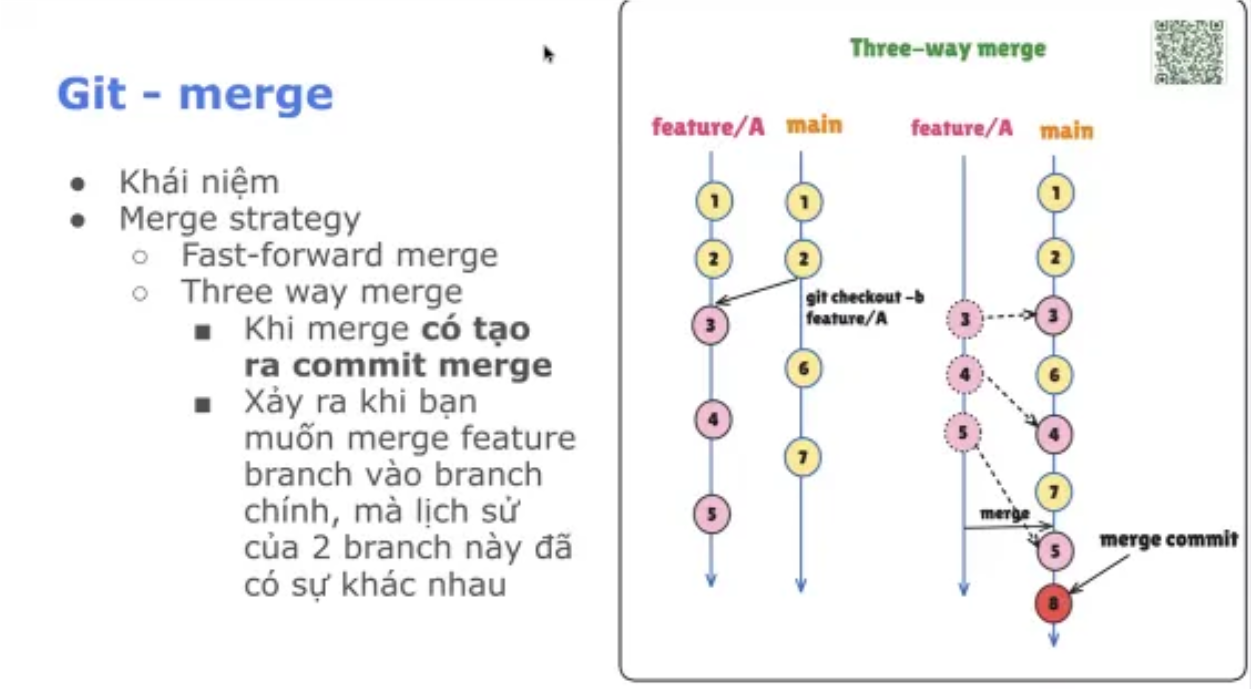 Git - merge
● Khái niệm
● Merge strategy
○ Fast-forward merge
○ Three way merge
■ Khi merge có tạo
ra commit merge
■ Xảy ra khi bạn
muốn merge feature
branch vào branch
chính, mà lịch sử
của 2 branch này đã
có sự khác nhau
Three-way merge
feature/A main
1 1
2 2
git checkout -b
feature/A
3
6
4
7
5
feature/A main
1
2
3 3
4 6
5 4
7
merge
5
merge commit
8